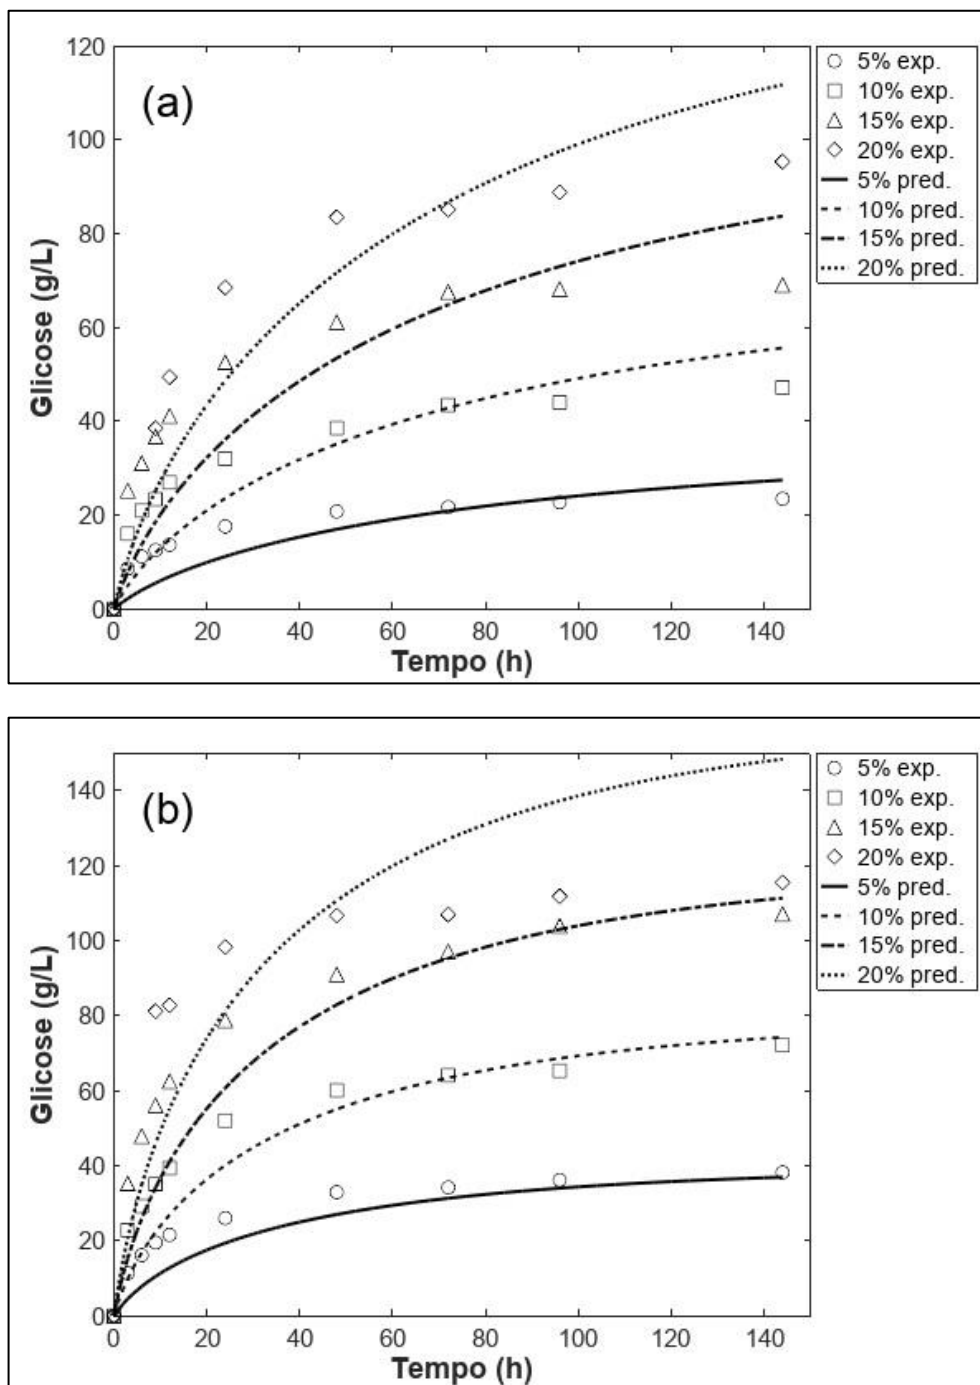 (a)
Glicose (g/L)
120
100
80
60
40
20
0
0 20 40 60 80 100 120 140
Tempo (h)
5% exp.
10% exp.
15% exp.
20% exp.
5% pred.
10% pred.
15% pred.
20% pred.
(b)
Glicose (g/L)
140
120
100
80
60
40
20
0
0 20 40 60 80 100 120 140
Tempo (h)
5% exp.
10% exp.
15% exp.
20% exp.
5% pred.
10% pred.
15% pred.
20% pred.